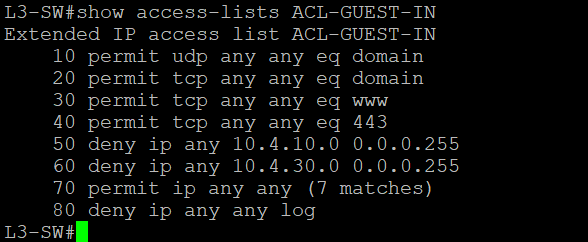 L3-SW#show access-lists ACL-GUEST-IN
Extended IP access list ACL-GUEST-IN
    10 permit udp any any eq domain
    20 permit tcp any any eq domain
    30 permit tcp any any eq www
    40 permit tcp any any eq 443
    50 deny ip any 10.4.10.0 0.0.0.255
    60 deny ip any 10.4.30.0 0.0.0.255
    70 permit ip any any (7 matches)
    80 deny ip any any log
L3-SW#